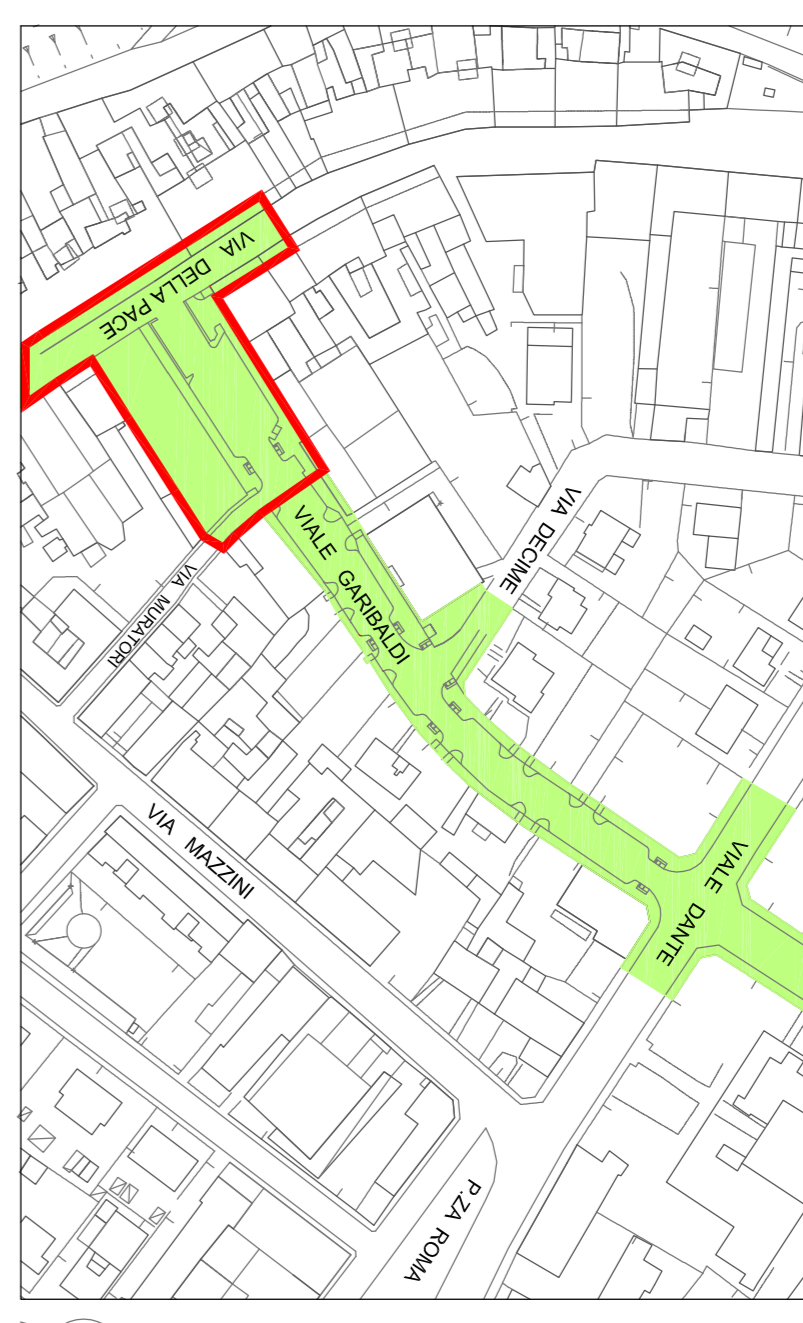 VIA DELLA PACE
VIALE GARIBALDI
VIA DECIME
VIA MURATORI
VIA MAZZINI
VIALE DANTE
P.ZA ROMA